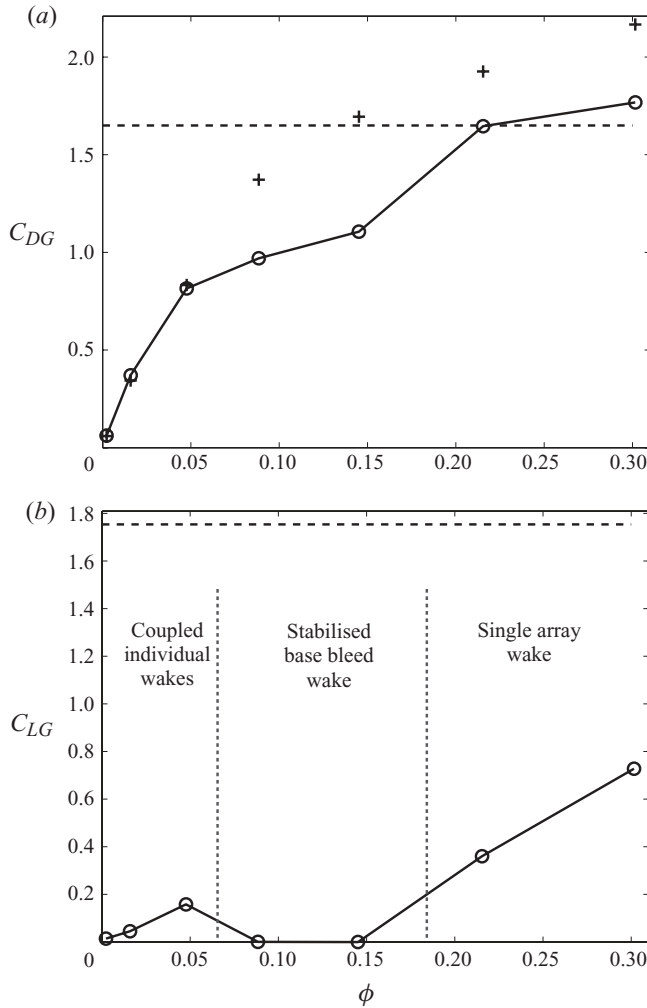 (a)
2.0
1.5
1.0
0.5
0
C_DG
0.05
0.10
0.15
0.20
0.25
0.30
(b)
1.8
1.6
1.4
1.2
1.0
0.8
0.6
0.4
0.2
0
C_LG
Coupled
individual
wakes
Stabilised
base bleed
wake
Single array
wake
0.05
0.10
0.15
0.20
0.25
0.30
ϕ